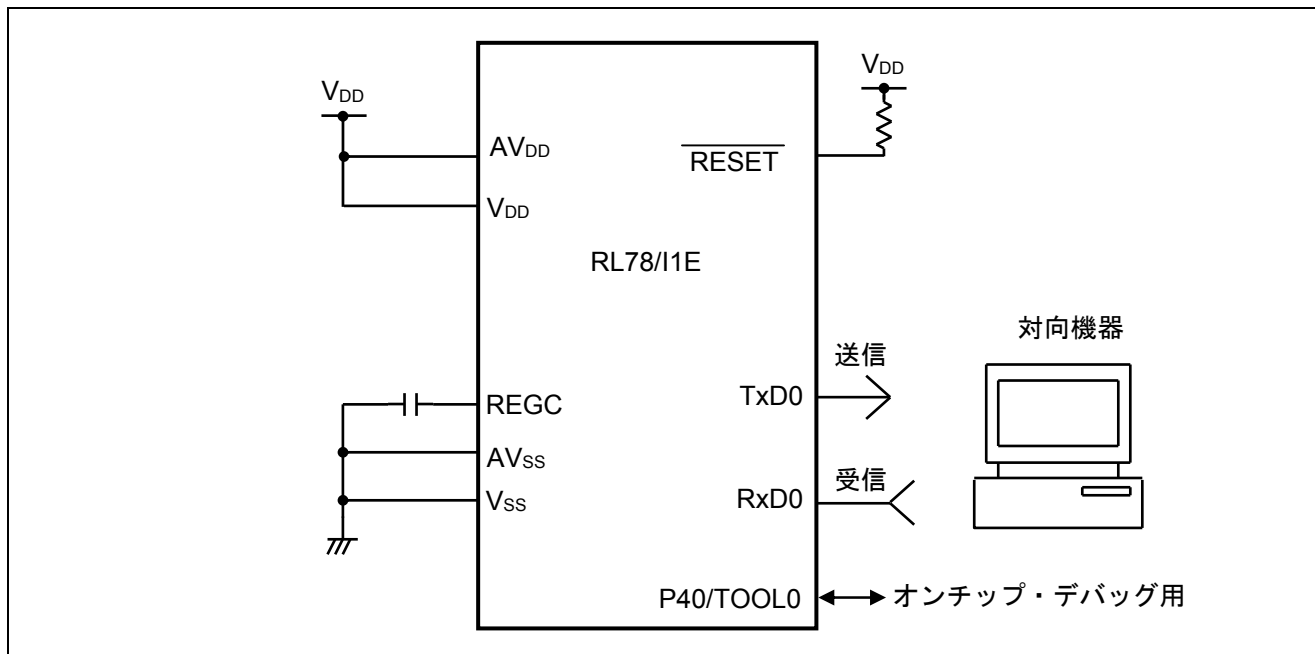 VDD
AVDD
VDD
REGC
AVSS
VSS
RL78/I1E
VDD
RESET
TxD0
送信
RxD0
受信
対向機器
P40/TOOL0
オンチップ・デバッグ用